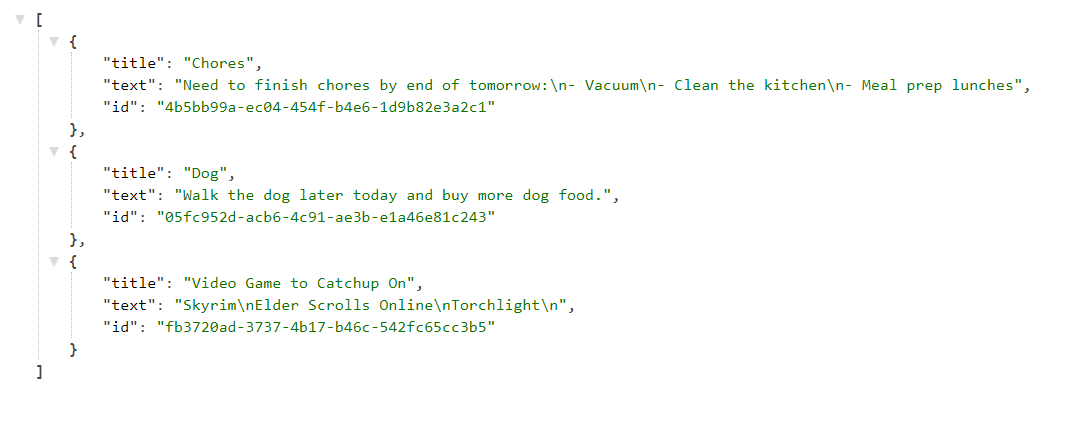 [
{
"title": "Chores",
"text": "Need to finish chores by end of tomorrow:\n- Vacuum\n- Clean the kitchen\n- Meal prep lunches",
"id": "4b5bb99a-ec04-454f-b4e6-1d9b82e3a2c1"
},
{
"title": "Dog",
"text": "Walk the dog later today and buy more dog food.",
"id": "05fc952d-acb6-4c91-ae3b-e1a46e81c243"
},
{
"title": "Video Game to Catchup On",
"text": "Skyrim\nElder Scrolls Online\nTorchlight\n",
"id": "fb3720ad-3737-4b17-b46c-542fc65cc3b5"
}
]